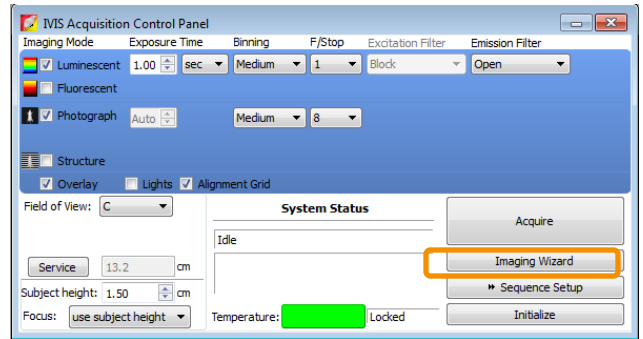 IVIS Acquisition Control Panel
Imaging Mode Exposure Time Binning F/Stop Excitation Filter Emission Filter
Luminescent 1.00 sec Medium 1 Block Open
Fluorescent
Photograph Auto Medium 8
Structure
Overlay Lights Alignment Grid
Field of View: C
System Status
Acquire
Idle
Service 13.2 cm
Imaging Wizard
Subject height: 1.50 cm
Sequence Setup
Focus: use subject height
Temperature: Locked
Initialize